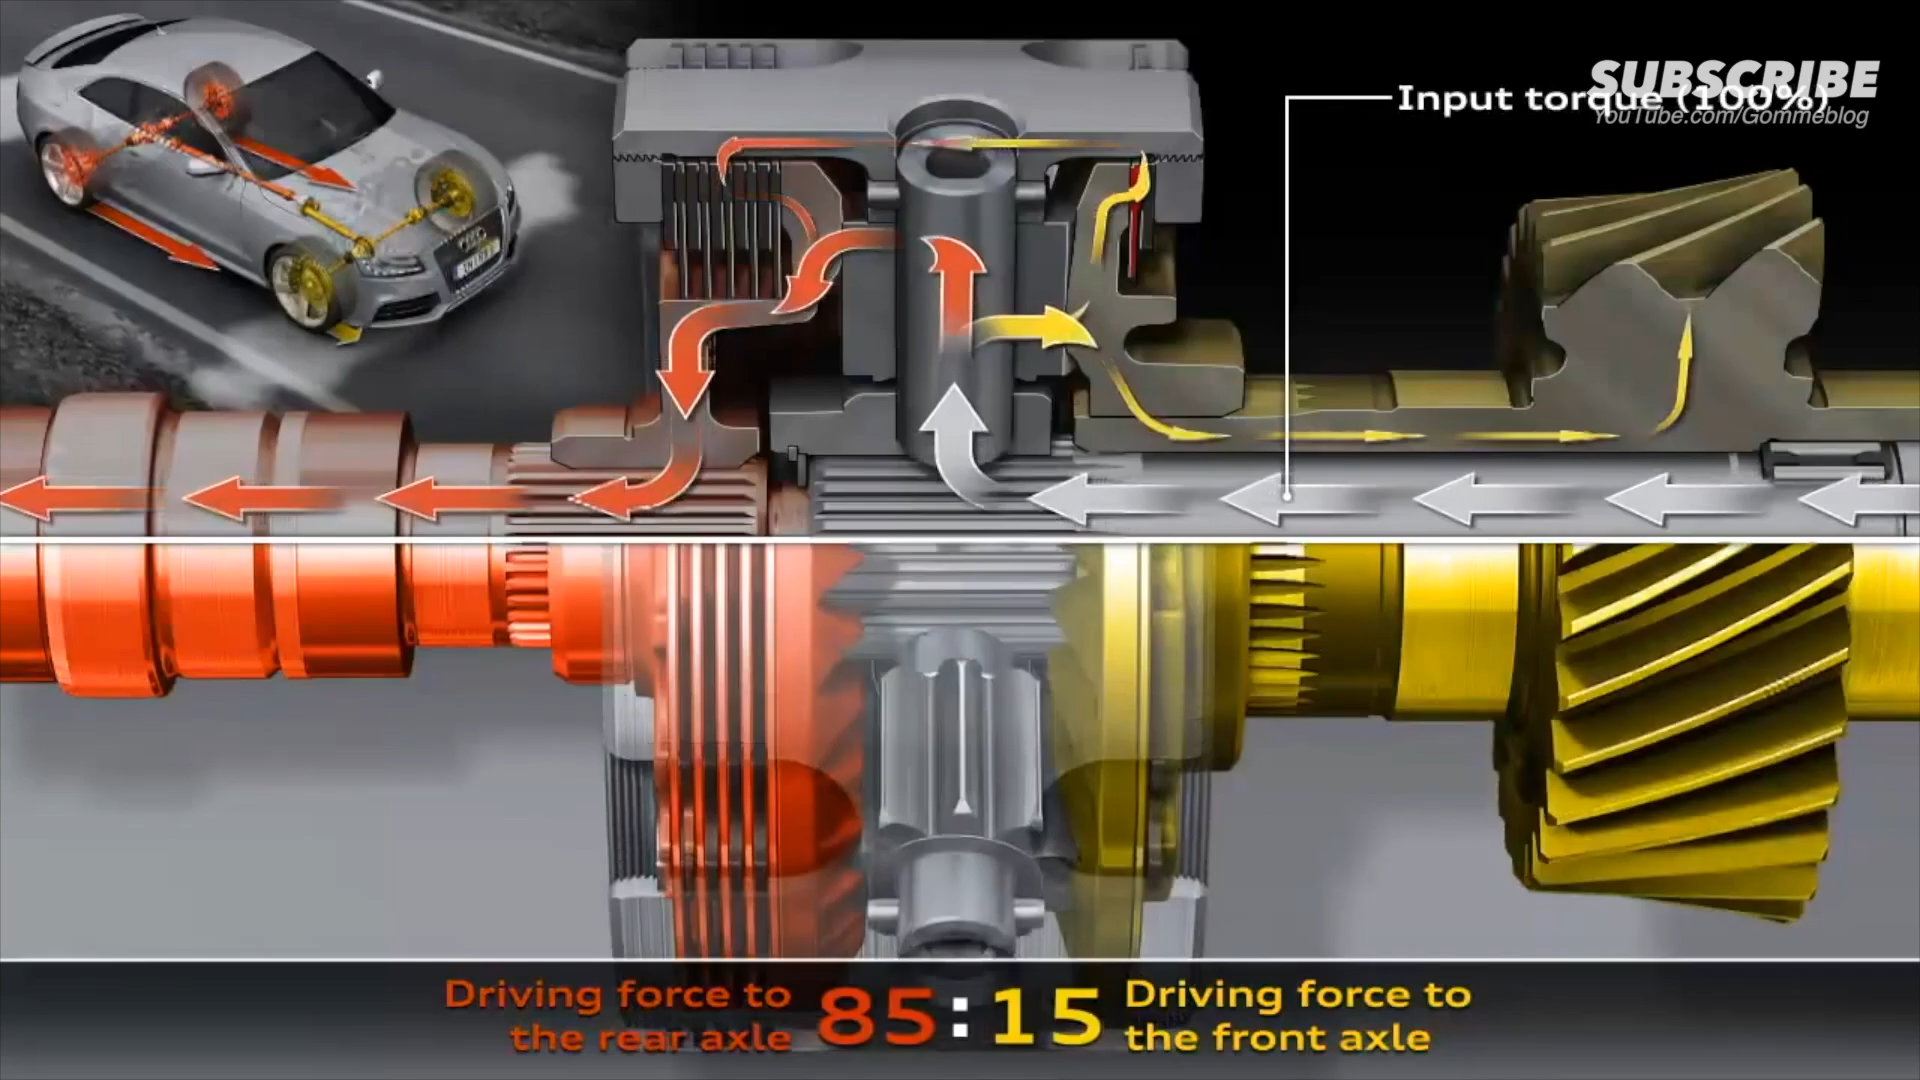 SUBSCRIBE
Input torque (100%)
YouTube.com/Gommeblog
Driving force to
the rear axle
85:15
Driving force to
the front axle